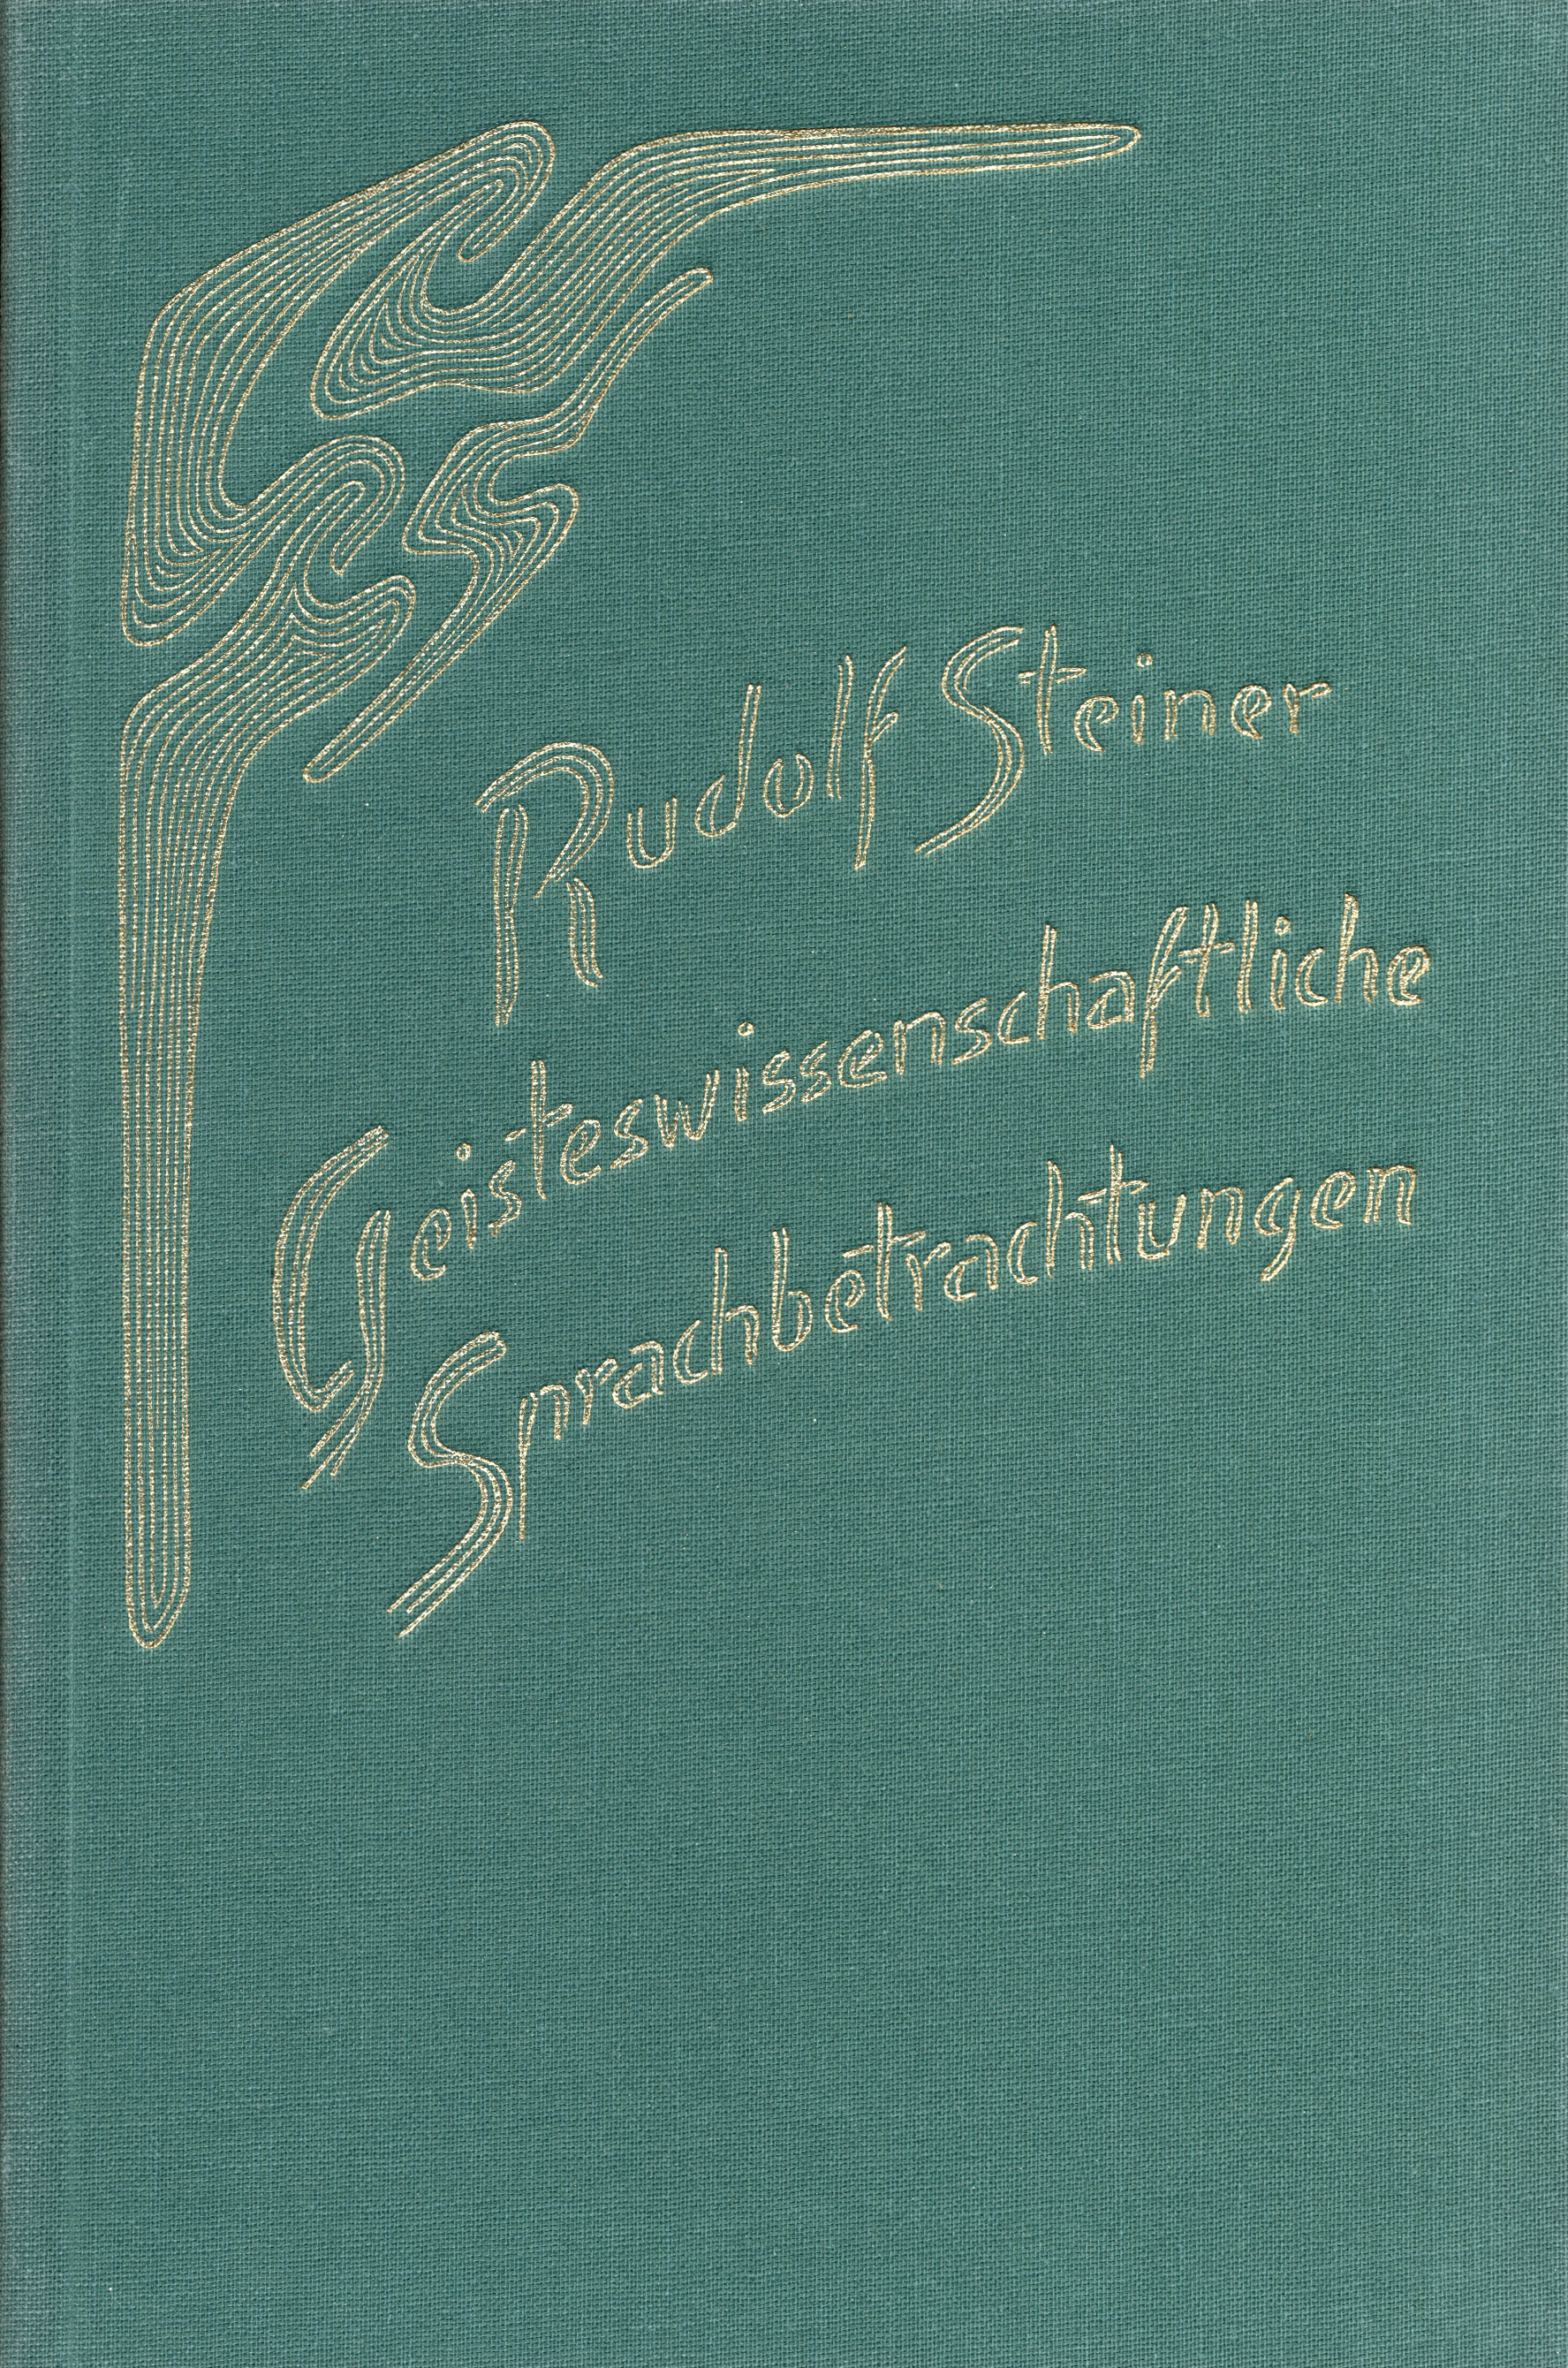 Rudolf Steiner
Geisteswissenschaftliche
Sprachbetrachtungen